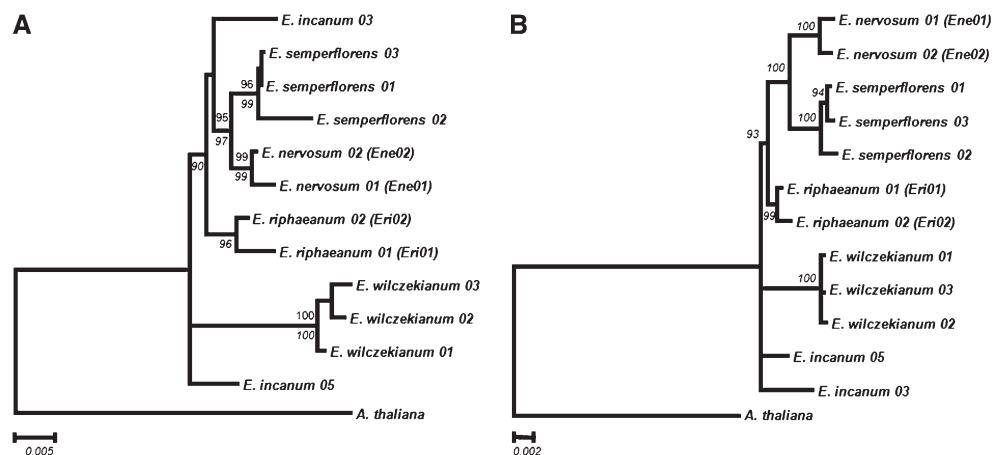 A
E. incanum 03
E. semperflorens 03
96
E. semperflorens 01
99
95
E. semperflorens 02
97
99
E. nervosum 02 (Ene02)
90
99
E. nervosum 01 (Ene01)
E. riphaeanum 02 (Eri02)
96
E. riphaeanum 01 (Eri01)
E. wilczekianum 03
100
E. wilczekianum 02
100
E. wilczekianum 01
E. incanum 05
A. thaliana
0.005
B
100
E. nervosum 01 (Ene01)
E. nervosum 02 (Ene02)
100
E. semperflorens 01
94
100
E. semperflorens 03
93
E. semperflorens 02
E. riphaeanum 01 (Eri01)
99
E. riphaeanum 02 (Eri02)
E. wilczekianum 01
100
E. wilczekianum 03
E. wilczekianum 02
E. incanum 05
E. incanum 03
A. thaliana
0.002